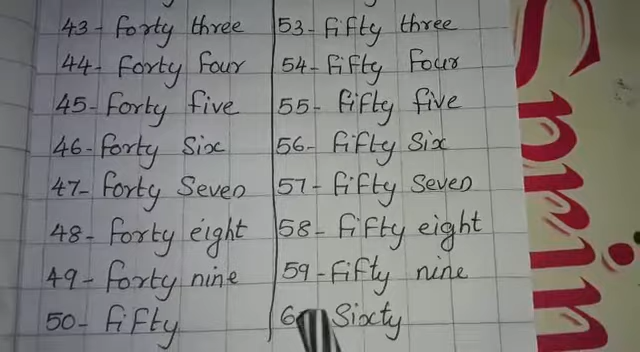 43- forty three
44- forty four
45- forty five
46- forty six
47- forty seven
48- forty eight
49- forty nine
50- fifty
53- fifty three
54- fifty four
55- fifty five
56- fifty six
57- fifty seven
58- fifty eight
59- fifty nine
6 Sixty
Sprin